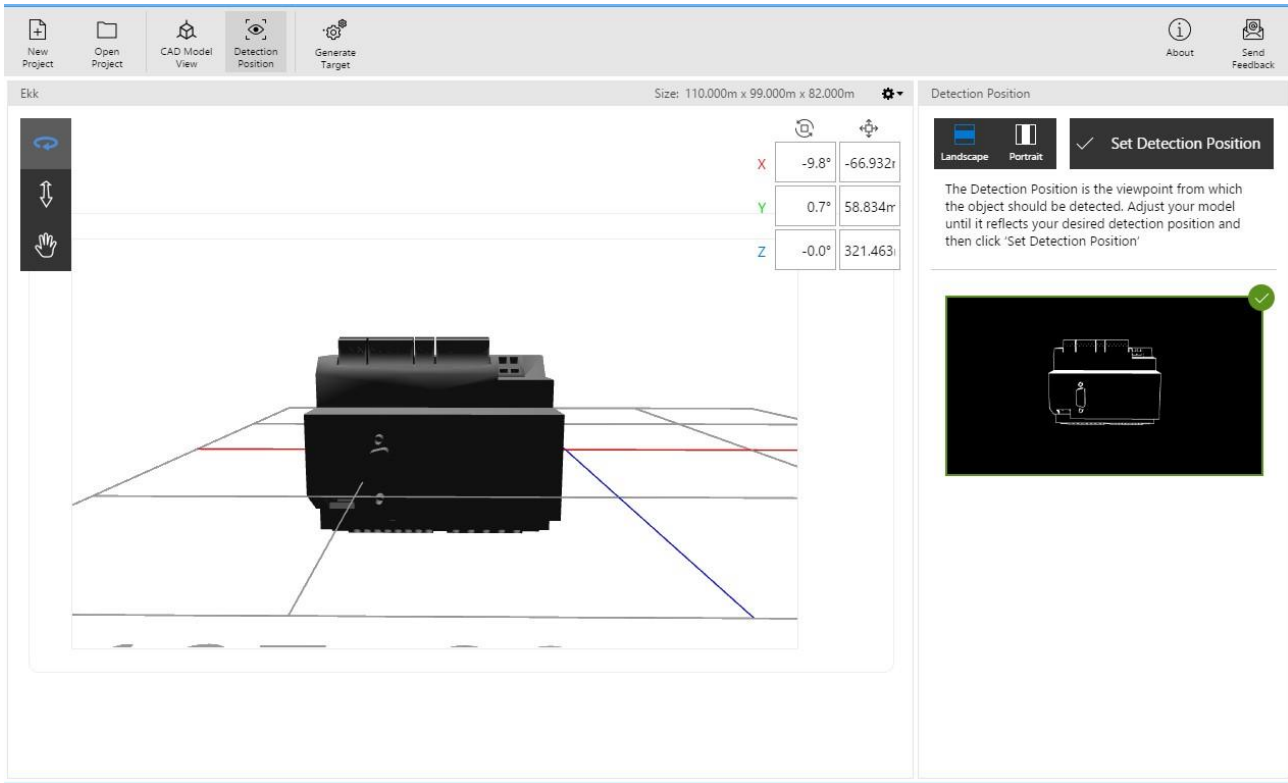 New
Project
Open
Project
CAD Model
View
Detection
Position
Generate
Target
About
Send
Feedback
Ekk
Size: 110.000m x 99.000m x 82.000m
Detection Position
X -9.8° -66.932
Y 0.7° 58.834m
Z -0.0° 321.463
Landscape
Portrait
Set Detection Position
The Detection Position is the viewpoint from which
the object should be detected. Adjust your model
until it reflects your desired detection position and
then click 'Set Detection Position'